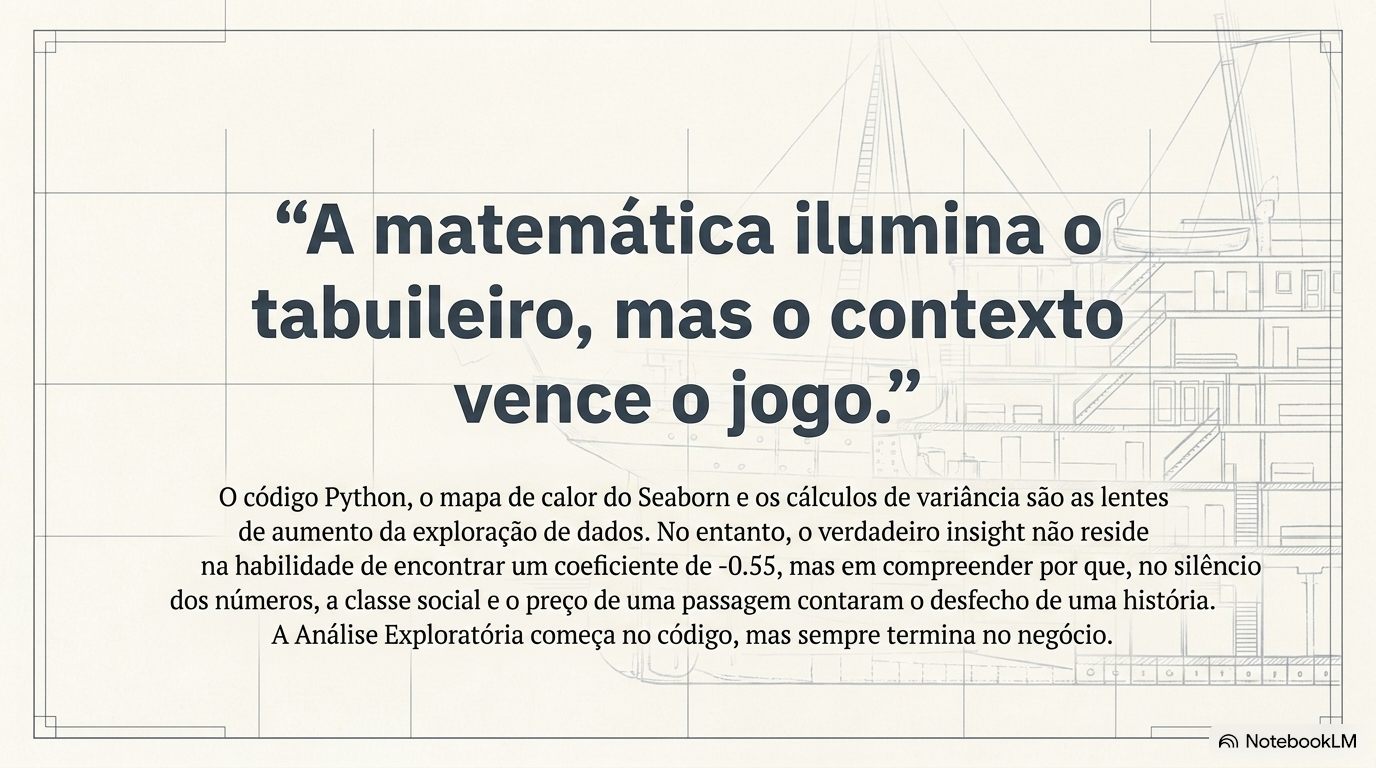 “A matemática ilumina o
tabuileiro, mas o contexto
vence o jogo.”
O código Python, o mapa de calor do Seaborn e os cálculos de variância são as lentes
de aumento da exploração de dados. No entanto, o verdadeiro insight não reside
na habilidade de encontrar um coeficiente de -0.55, mas em compreender por que, no silêncio
dos números, a classe social e o preço de uma passagem contaram o desfecho de uma história.
A Análise Exploratória começa no código, mas sempre termina no negócio.
NotebookLM